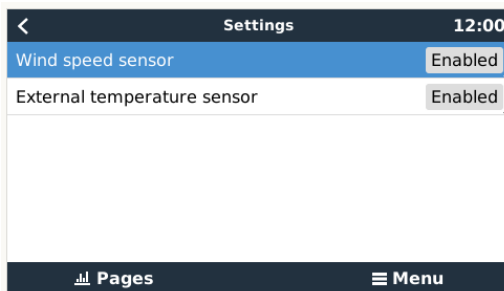 Settings 12:00
Wind speed sensor Enabled
External temperature sensor Enabled
Pages Menu